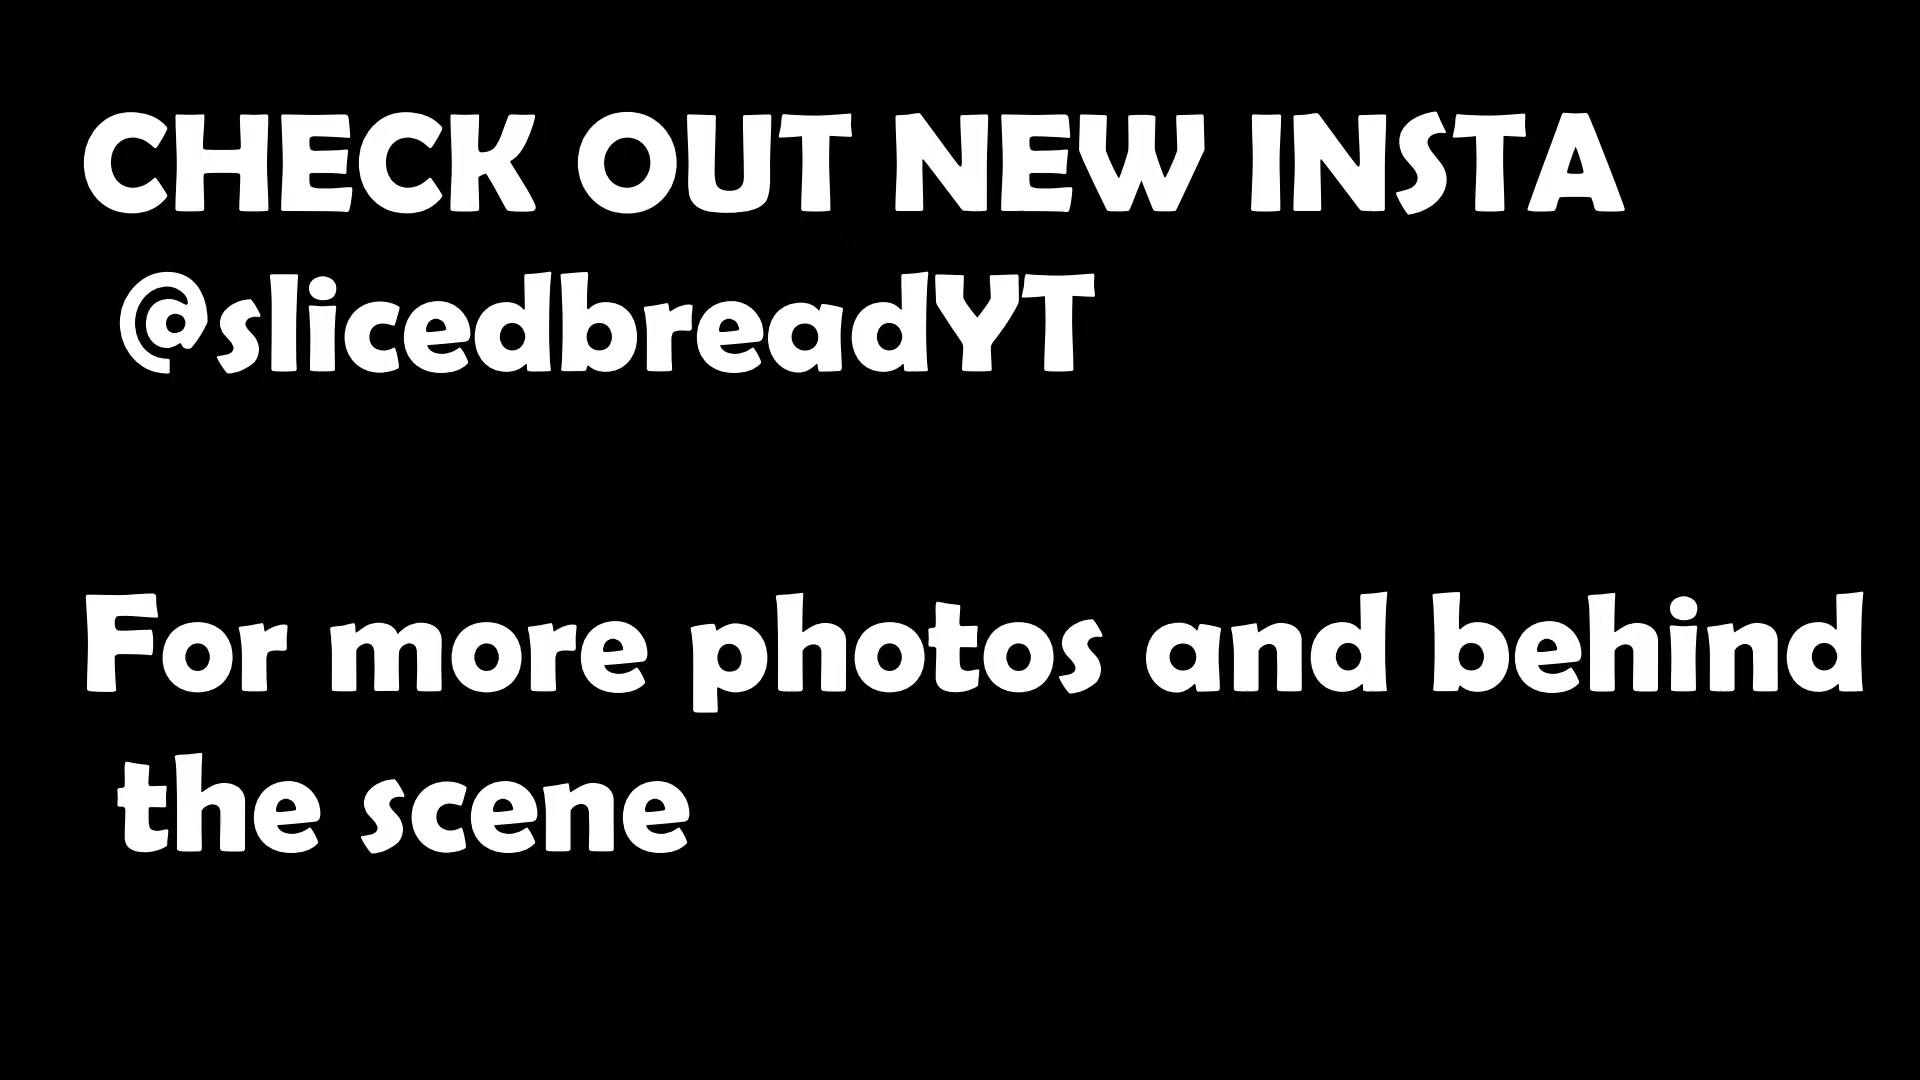 CHECK OUT NEW INSTA
@slicedbreadYT
For more photos and behind
the scene